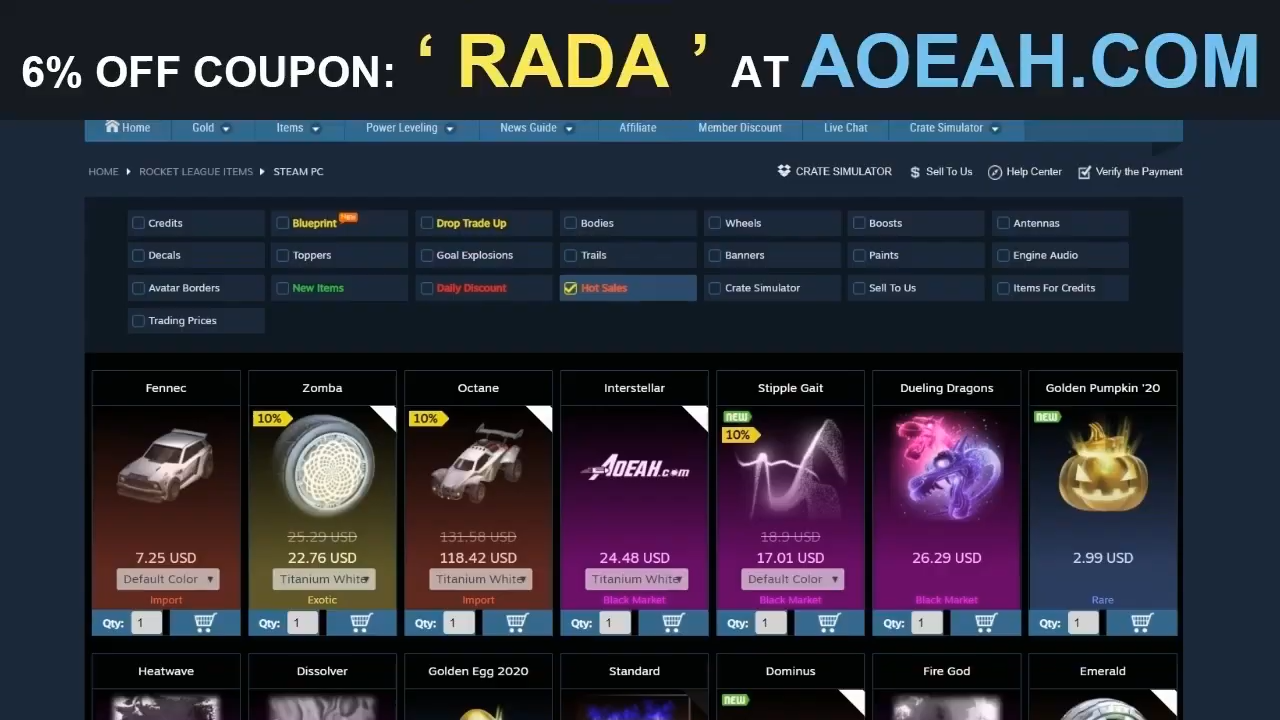 6% OFF COUPON: ‘ RADA ’ AT AOEAH.COM
Home Gold Items Power Leveling News Guide Affiliate Member Discount Live Chat Crate Simulator
HOME ROCKET LEAGUE ITEMS STEAM PC CRATE SIMULATOR $ Sell To Us Help Center Verify the Payment
Credits Blueprint New Drop Trade Up Bodies Wheels Boosts Antennas
Decals Toppers Goal Explosions Trails Banners Paints Engine Audio
Avatar Borders New Items Daily Discount Hot Sales Crate Simulator Sell To Us Items For Credits
Trading Prices
Fennec Zomba Octane Interstellar Stipple Gait Dueling Dragons Golden Pumpkin '20
10% 10% NEW NEW
10%
AOEAH.com
25.29 USD 131.58 USD 18.9 USD
7.25 USD 22.76 USD 118.42 USD 24.48 USD 17.01 USD 26.29 USD 2.99 USD
Default Color Titanium White Titanium White Titanium White Default Color
Import Exotic Import Black Market Black Market Black Market Rare
Qty: 1 Qty: 1 Qty: 1 Qty: 1 Qty: 1 Qty: 1 Qty: 1
Heatwave Dissolver Golden Egg 2020 Standard Dominus Fire God Emerald
NEW